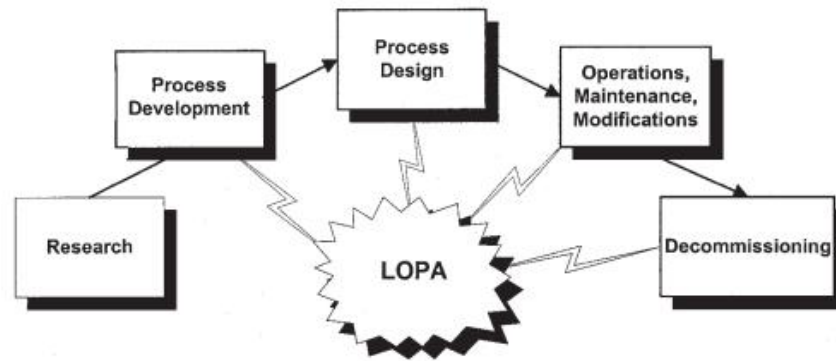 Research
Process
Development
Process
Design
Operations,
Maintenance,
Modifications
Decommissioning
LOPA